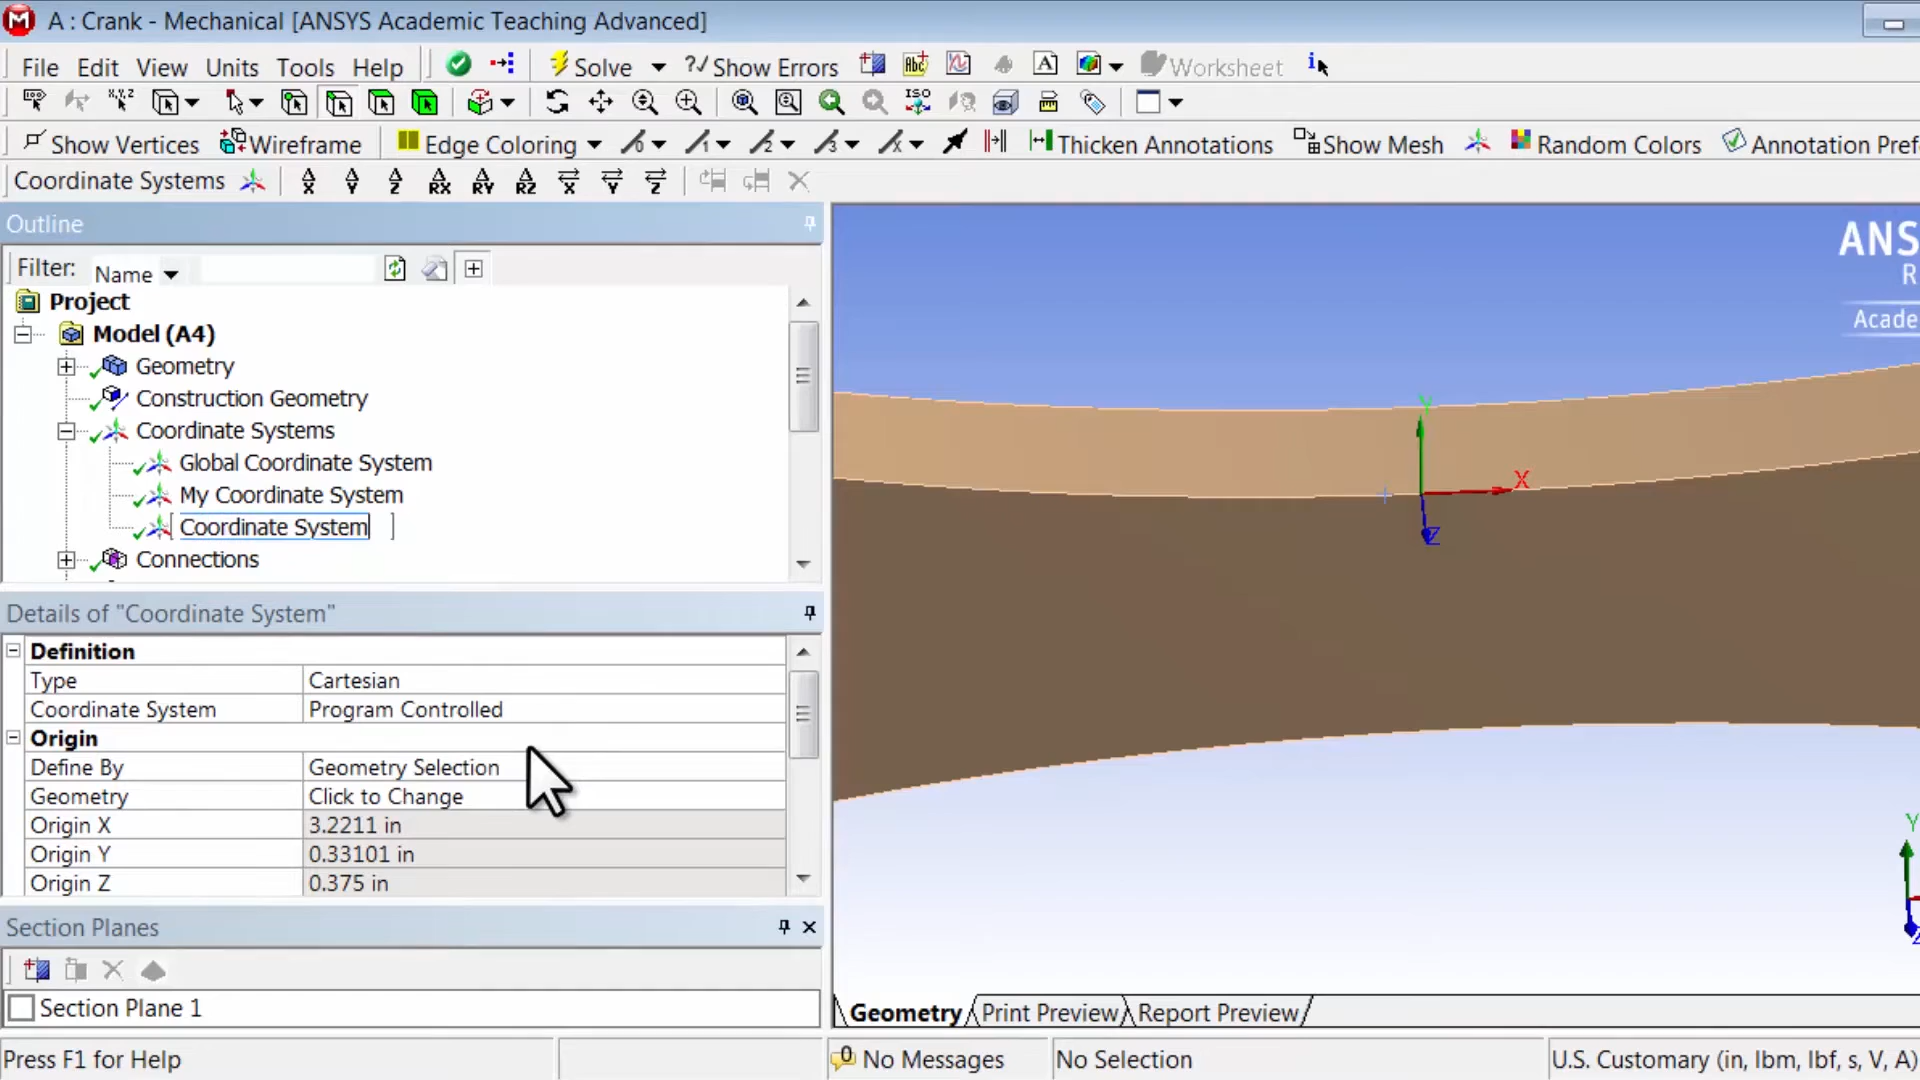 A : Crank - Mechanical [ANSYS Academic Teaching Advanced]
File Edit View Units Tools Help Solve ?/ Show Errors Worksheet
Show Vertices Wireframe Edge Coloring Thicken Annotations Show Mesh Random Colors Annotation Pref
Coordinate Systems X Y Z RX RY RZ X Y Z
Outline
Filter: Name
Project
Model (A4)
Geometry
Construction Geometry
Coordinate Systems
Global Coordinate System
My Coordinate System
Coordinate System
Connections
Details of "Coordinate System"
Definition
Type Cartesian
Coordinate System Program Controlled
Origin
Define By Geometry Selection
Geometry Click to Change
Origin X 3.2211 in
Origin Y 0.33101 in
Origin Z 0.375 in
Section Planes
Section Plane 1
ANS
R
Acade
Y
X
Z
Y
Z
Geometry Print Preview Report Preview
Press F1 for Help 0 No Messages No Selection U.S. Customary (in, lbm, lbf, s, V, A)